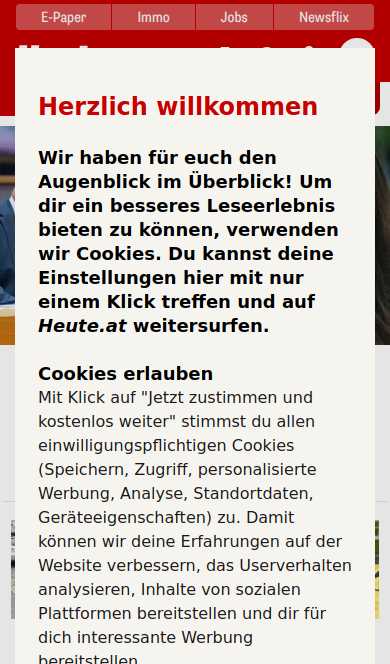 E-Paper
Immo
Jobs
Newsflix
Herzlich willkommen
Wir haben für euch den
Augenblick im Überblick! Um
dir ein besseres Leseerlebnis
bieten zu können, verwenden
wir Cookies. Du kannst deine
Einstellungen hier mit nur
einem Klick treffen und auf
Heute.at weitersurfen.
Cookies erlauben
Mit Klick auf "Jetzt zustimmen und
kostenlos weiter" stimmst du allen
einwilligungspflichtigen Cookies
(Speichern, Zugriff, personalisierte
Werbung, Analyse, Standortdaten,
Geräteeigenschaften) zu. Damit
können wir deine Erfahrungen auf der
Website verbessern, das Userverhalten
analysieren, Inhalte von sozialen
Plattformen bereitstellen und dir für
dich interessante Werbung
bereitstellen